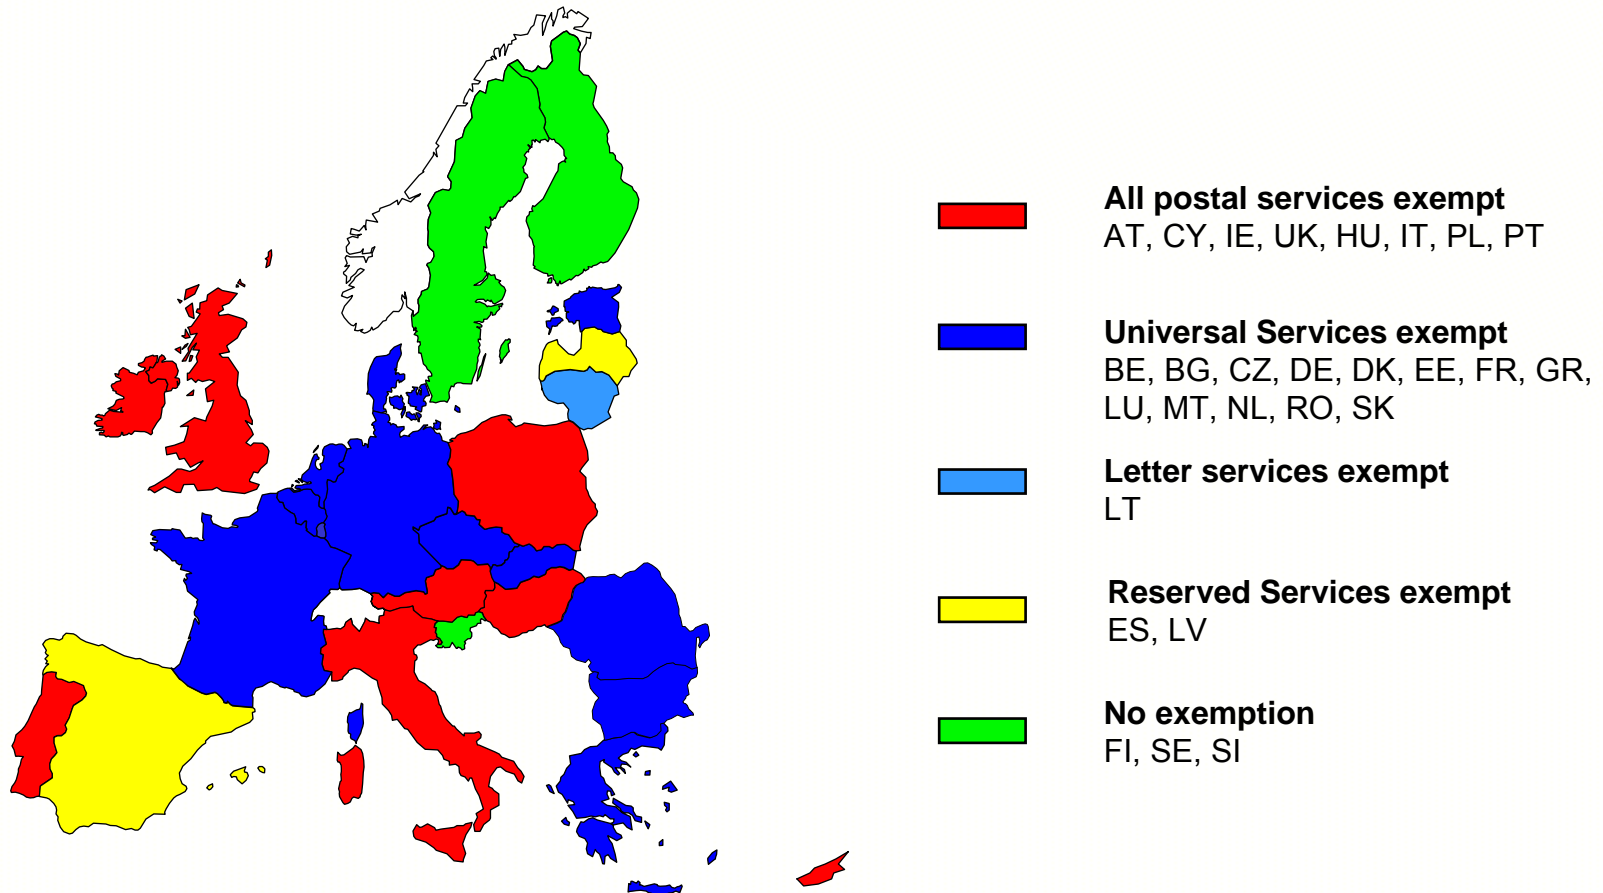 All postal services exempt
AT, CY, IE, UK, HU, IT, PL, PT
Universal Services exempt
BE, BG, CZ, DE, DK, EE, FR, GR,
LU, MT, NL, RO, SK
Letter services exempt
LT
Reserved Services exempt
ES, LV
No exemption
FI, SE, SI